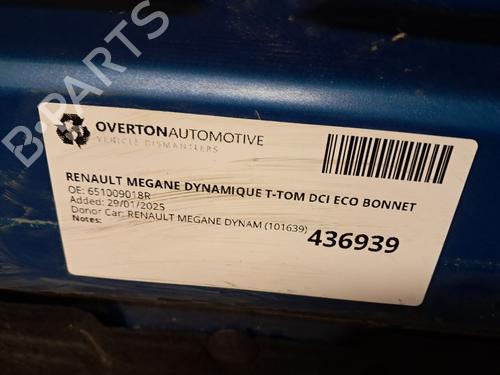 B-PARTS
OVERTONAUTOMOTIVE
VEHICLE DISMANTLERS
RENAULT MEGANE DYNAMIQUE T-TOM DCI ECO BONNET
OE: 651009018R
Added: 29/01/2025
Donor Car: RENAULT MEGANE DYNAM (101639)
Notes:
436939